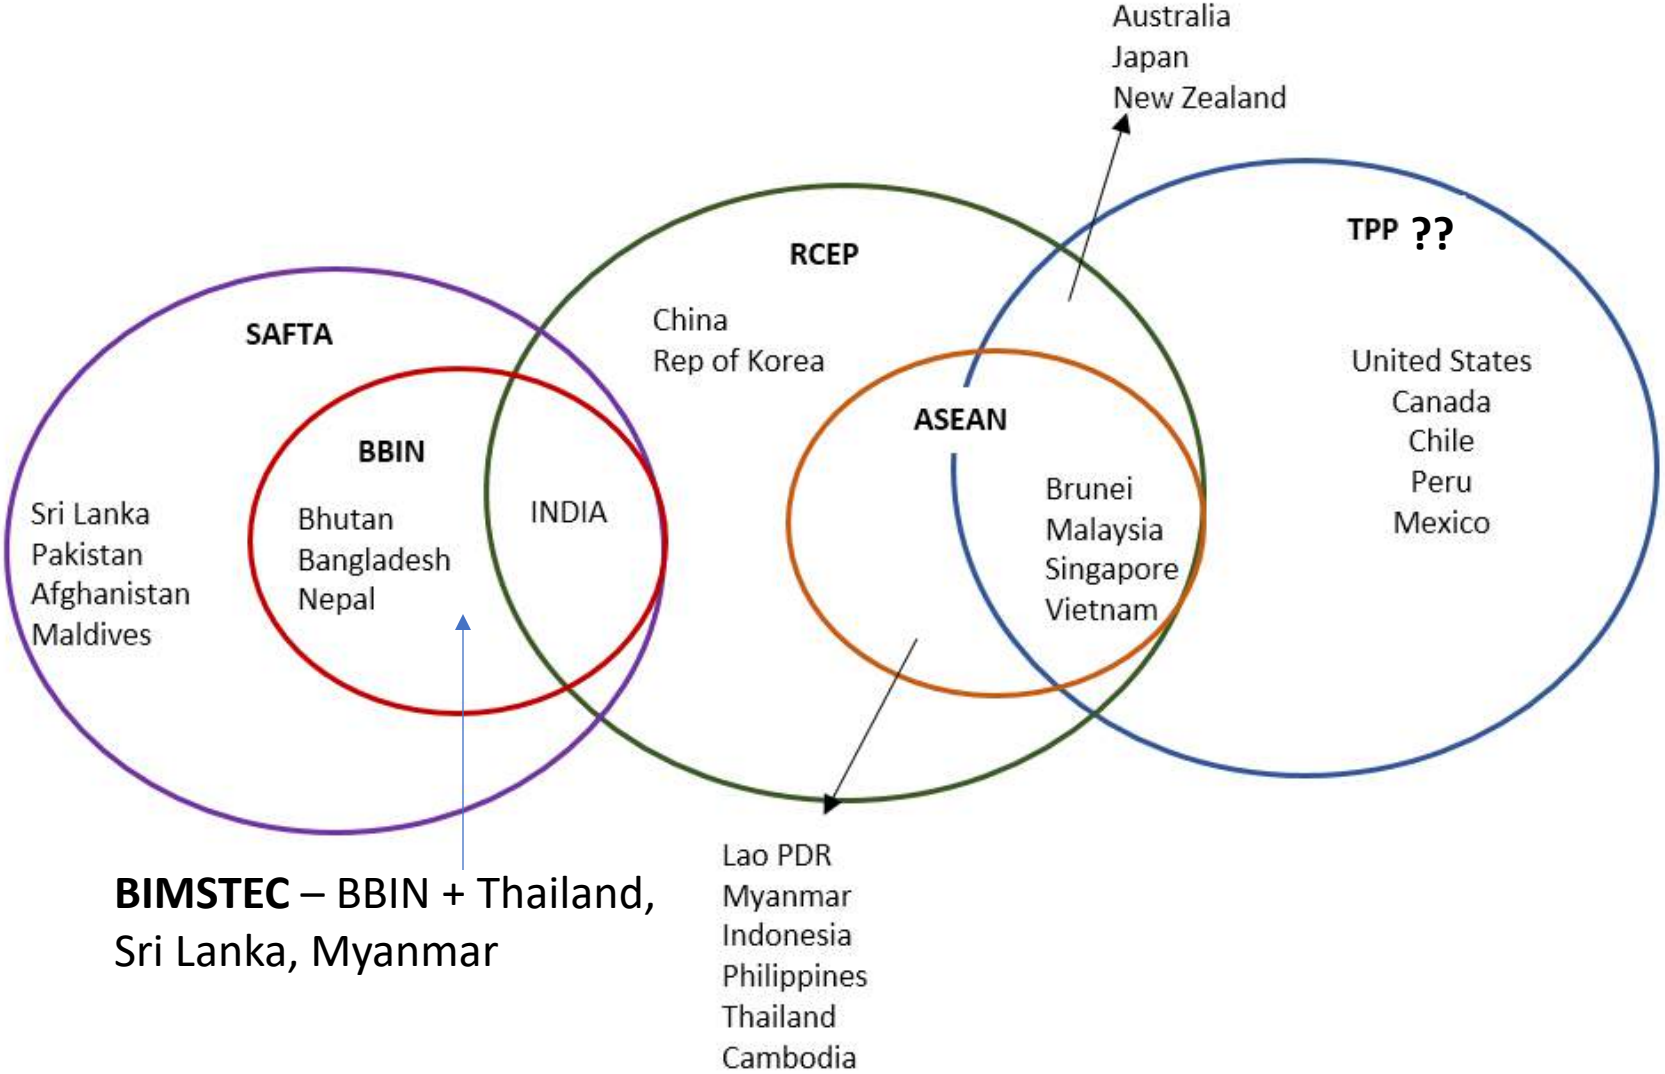 Australia
Japan
New Zealand
TPP ??
RCEP
SAFTA
China
Rep of Korea
United States
Canada
Chile
Peru
Mexico
ASEAN
BBIN
Brunei
Malaysia
Singapore
Vietnam
INDIA
Sri Lanka
Pakistan
Afghanistan
Maldives
Bhutan
Bangladesh
Nepal
BIMSTEC – BBIN + Thailand,
Sri Lanka, Myanmar
Lao PDR
Myanmar
Indonesia
Philippines
Thailand
Cambodia